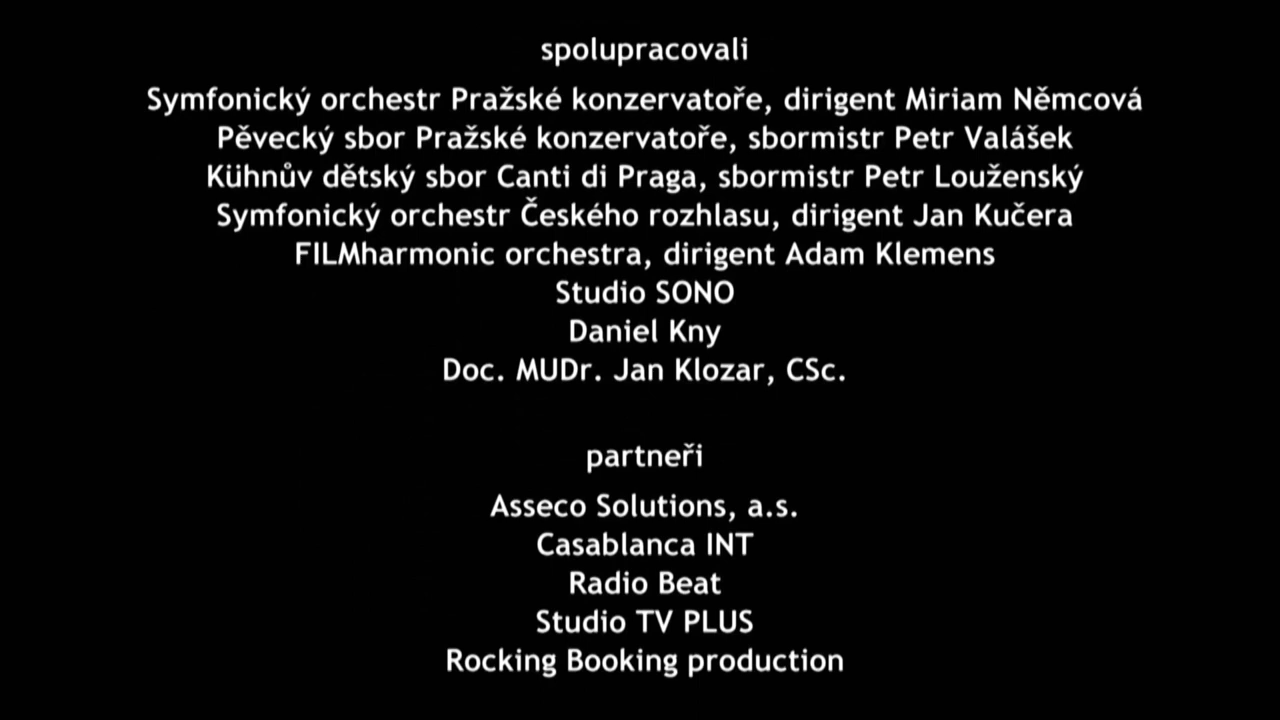 spolupracovali
Symfonický orchestr Pražské konzervatoře, dirigent Miriam Němcová
Pěvecký sbor Pražské konzervatoře, sbormistr Petr Valášek
Kühnův dětský sbor Canti di Praga, sbormistr Petr Louženský
Symfonický orchestr Českého rozhlasu, dirigent Jan Kučera
FILMharmonic orchestra, dirigent Adam Klemens
Studio SONO
Daniel Kny
Doc. MUDr. Jan Klozar, CSc.
partneři
Asseco Solutions, a.s.
Casablanca INT
Radio Beat
Studio TV PLUS
Rocking Booking production